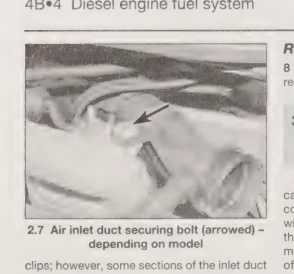 4B•4 Diesel engine fuel system
2.7 Air inlet duct securing bolt (arrowed) –
depending on model
clips; however, some sections of the inlet duct
R
8
re
3
ca
co
wi
th
m
of